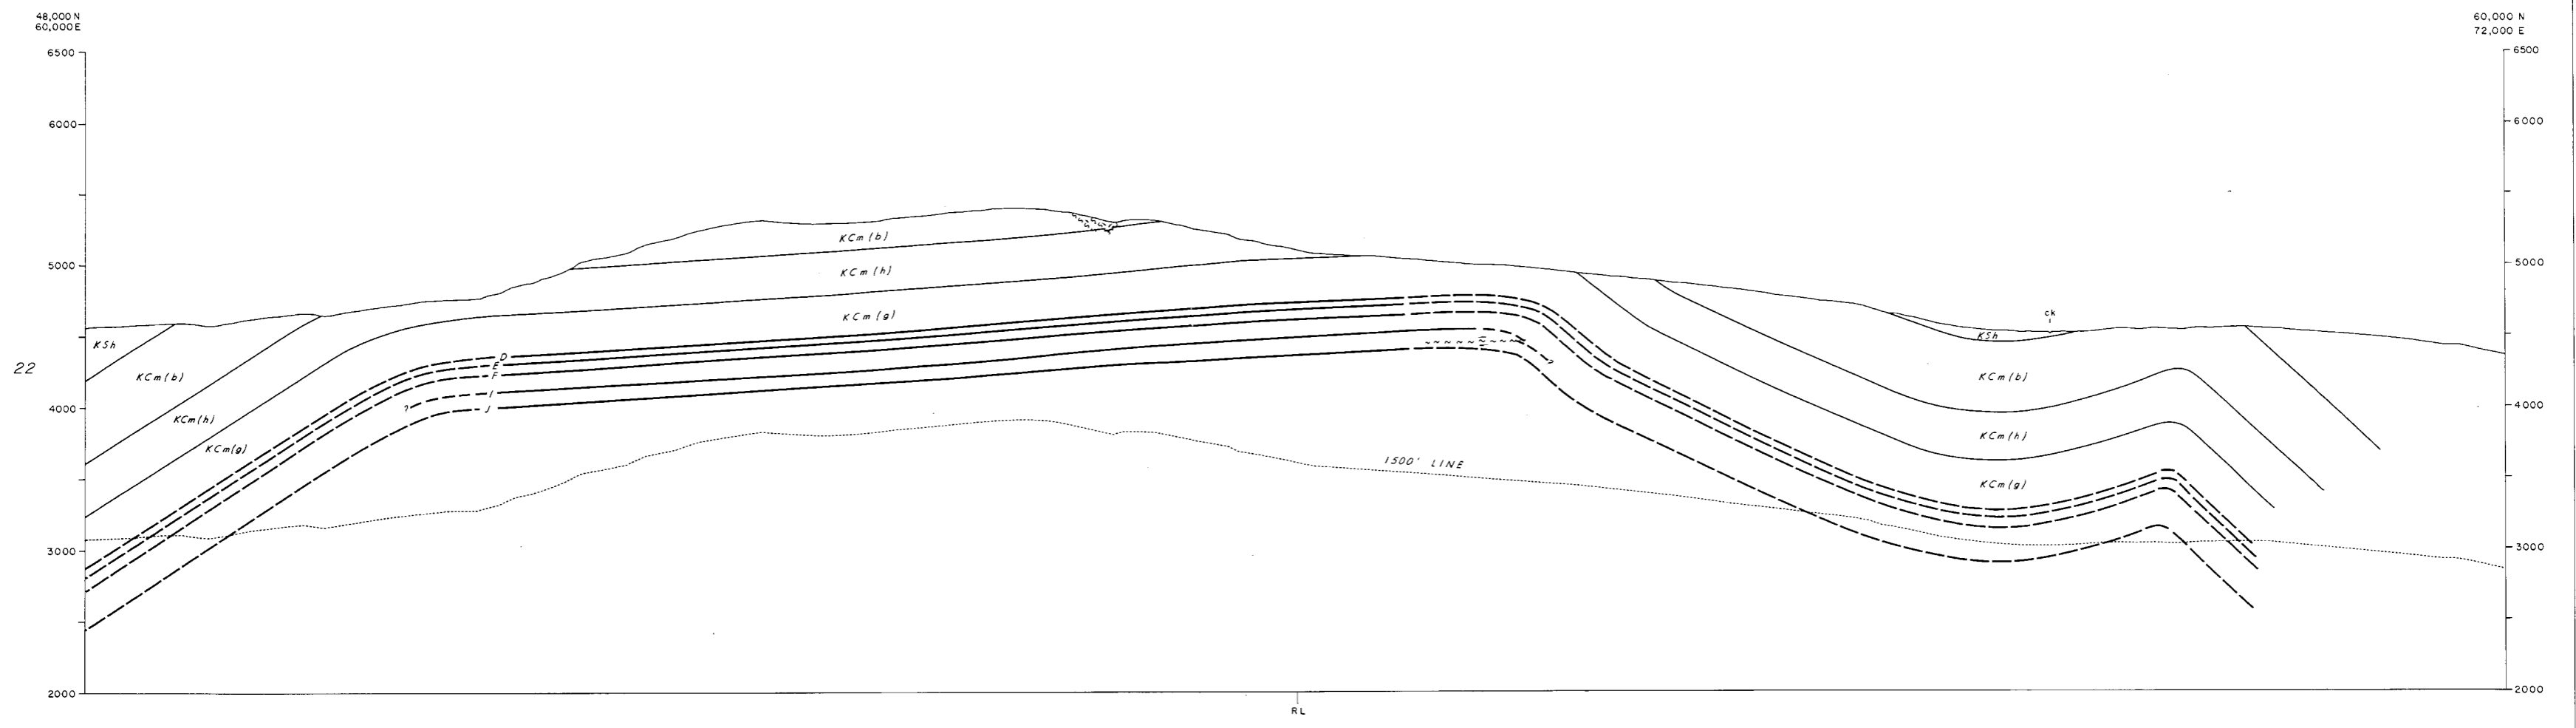 48,000 N
60,000 E
60,000 N
72,000 E
6500
6500
6000
6000
KCm (b)
5000
KCm (h)
5000
ck
KCm (g)
KSh
KSh
D
22
E
KCm (b)
F
KCm (b)
I
4000
?
J
4000
KCm (h)
KCm (h)
KCm (g)
1500' LINE
KCm (g)
3000
3000
2000
2000
RL